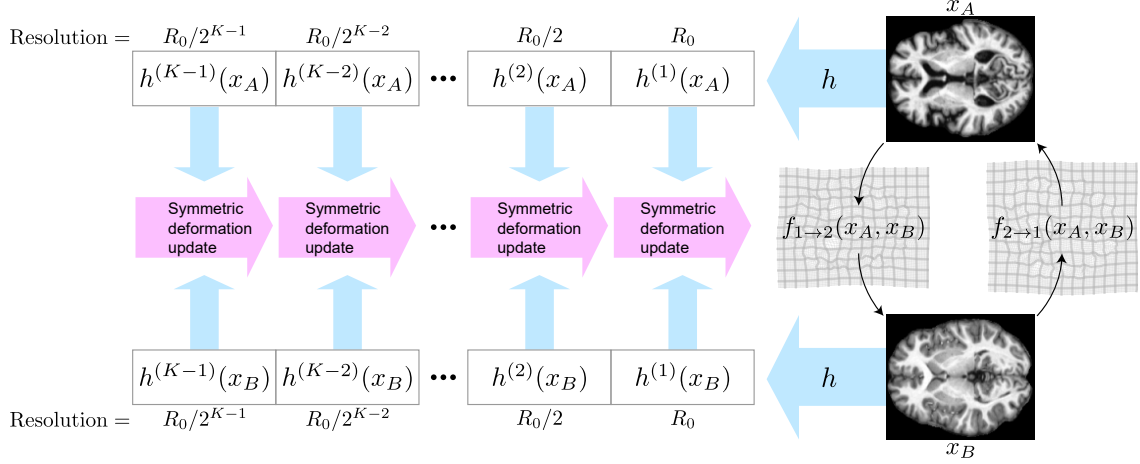 x_A
Resolution = R_0/2^{K-1} R_0/2^{K-2} R_0/2 R_0
h^{(K-1)}(x_A) h^{(K-2)}(x_A) ••• h^{(2)}(x_A) h^{(1)}(x_A) h
Symmetric deformation update
Symmetric deformation update
•••
Symmetric deformation update
Symmetric deformation update
f_{1→2}(x_A, x_B) f_{2→1}(x_A, x_B)
h^{(K-1)}(x_B) h^{(K-2)}(x_B) ••• h^{(2)}(x_B) h^{(1)}(x_B) h
Resolution = R_0/2^{K-1} R_0/2^{K-2} R_0/2 R_0
x_B